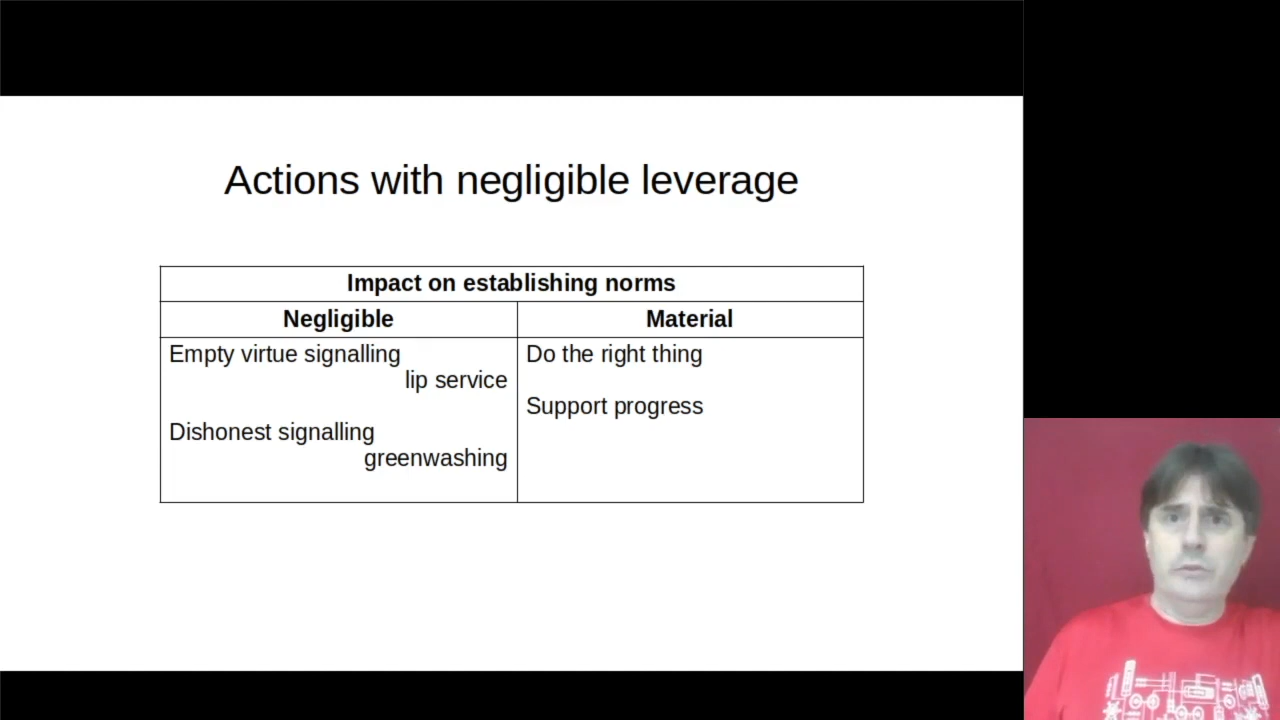 Actions with negligible leverage
Impact on establishing norms
Negligible
Material
Empty virtue signalling
lip service
Dishonest signalling
greenwashing
Do the right thing
Support progress